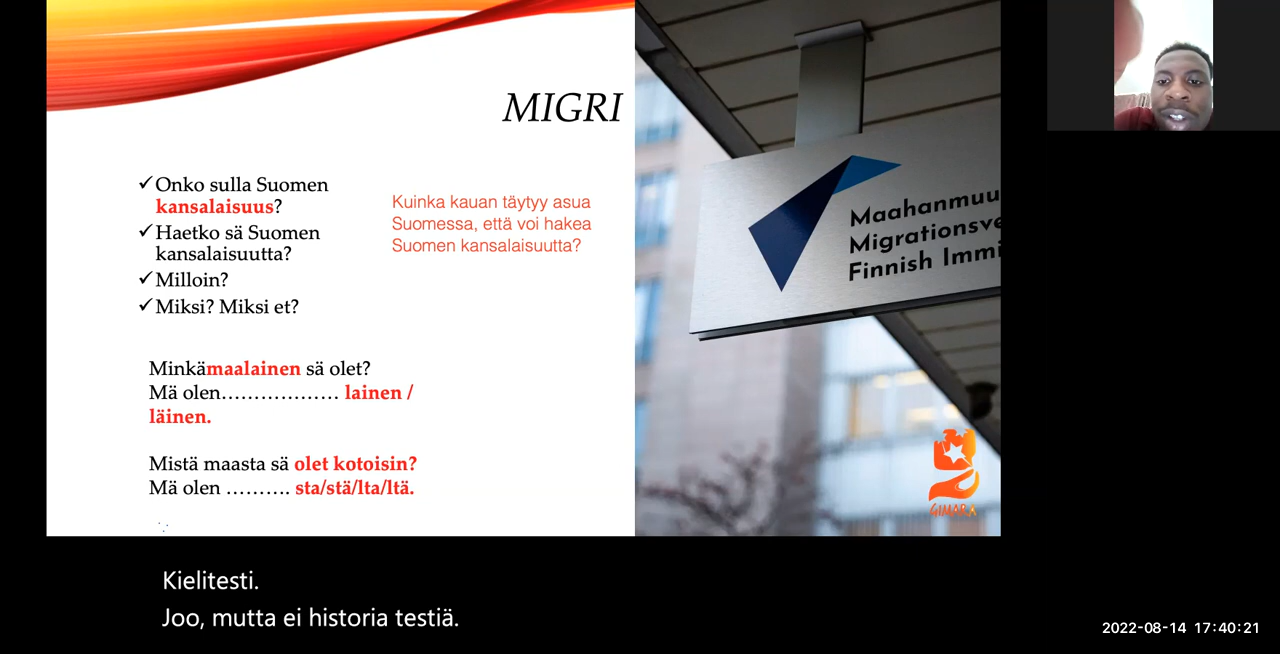 MIGRI
✓Onko sulla Suomen
kansalaisuus?
✓Haetko sä Suomen
kansalaisuutta?
✓Milloin?
✓Miksi? Miksi et?
Kuinka kauan täytyy asua
Suomessa, että voi hakea
Suomen kansalaisuutta?
Minkämaalainen sä olet?
Mä olen.................. lainen /
läinen.
Mistä maasta sä olet kotoisin?
Mä olen .......... sta/stä/lta/ltä.
Maahanmuu
Migrationsve
Finnish Immi
GIMARA
Kielitesti.
Joo, mutta ei historia testiä.
2022-08-14 17:40:21